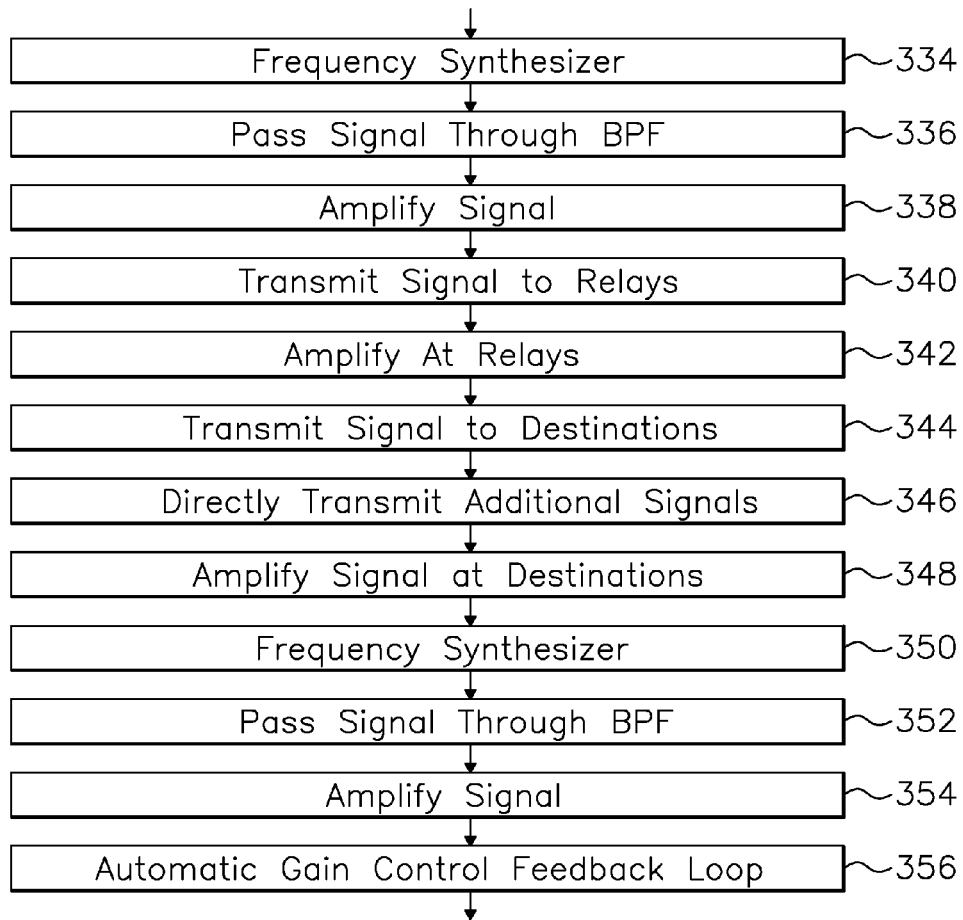 Frequency Synthesizer 334
Pass Signal Through BPF 336
Amplify Signal 338
Transmit Signal to Relays 340
Amplify At Relays 342
Transmit Signal to Destinations 344
Directly Transmit Additional Signals 346
Amplify Signal at Destinations 348
Frequency Synthesizer 350
Pass Signal Through BPF 352
Amplify Signal 354
Automatic Gain Control Feedback Loop 356